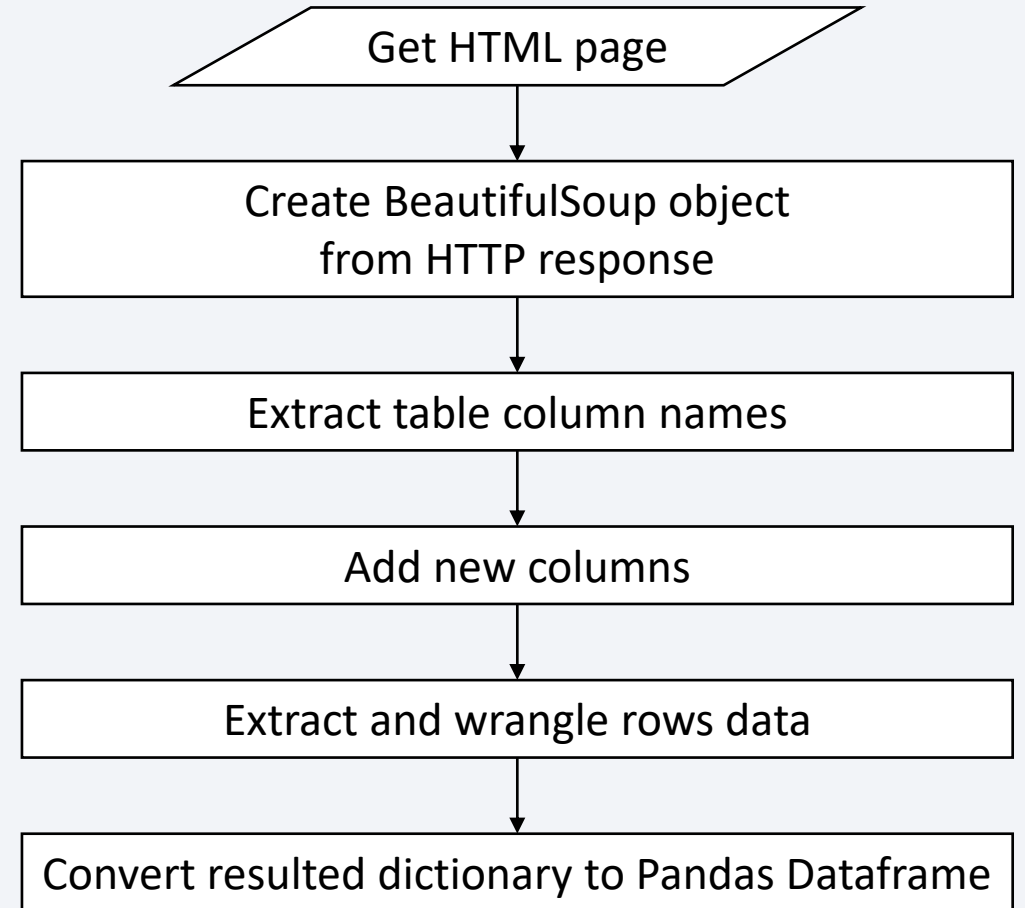 Get HTML page
Create BeautifulSoup object
from HTTP response
Extract table column names
Add new columns
Extract and wrangle rows data
Convert resulted dictionary to Pandas Dataframe